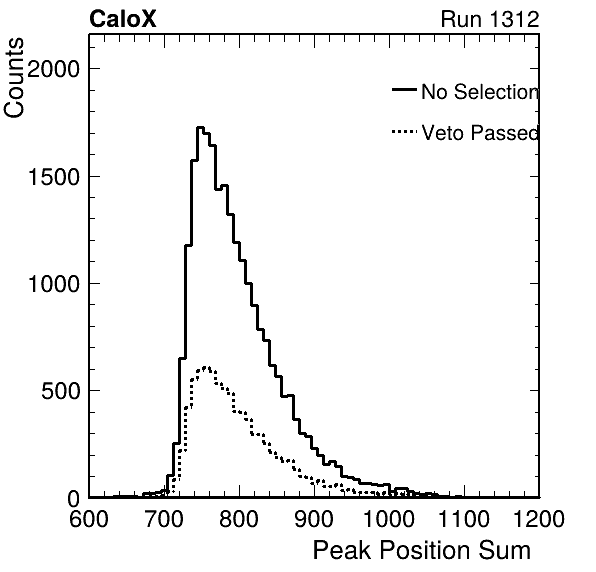 CaloX Run 1312
Counts
2000
1500
1000
500
0
No Selection
Veto Passed
600 700 800 900 1000 1100 1200
Peak Position Sum